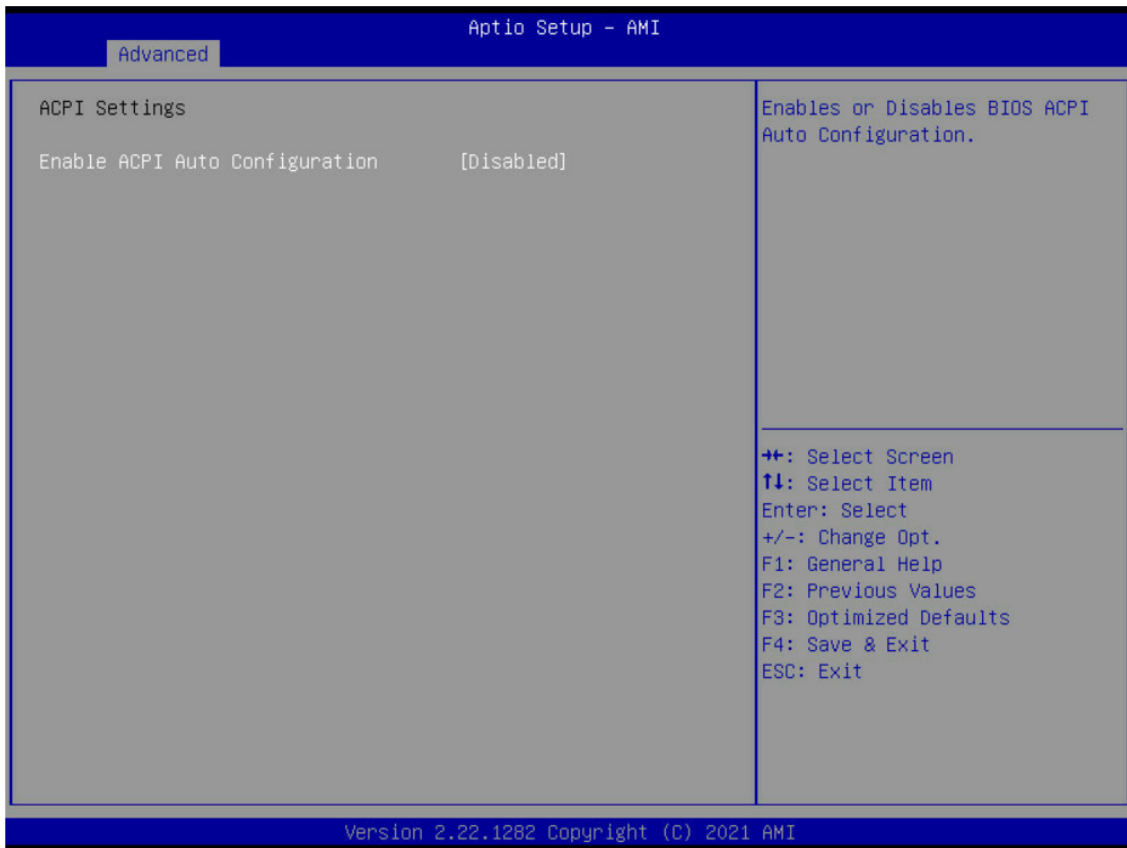 Aptio Setup – AMI
Advanced
ACPI Settings
Enable ACPI Auto Configuration [Disabled]
Enables or Disables BIOS ACPI
Auto Configuration.
→←: Select Screen
↑↓: Select Item
Enter: Select
+/-: Change Opt.
F1: General Help
F2: Previous Values
F3: Optimized Defaults
F4: Save & Exit
ESC: Exit
Version 2.22.1282 Copyright (C) 2021 AMI